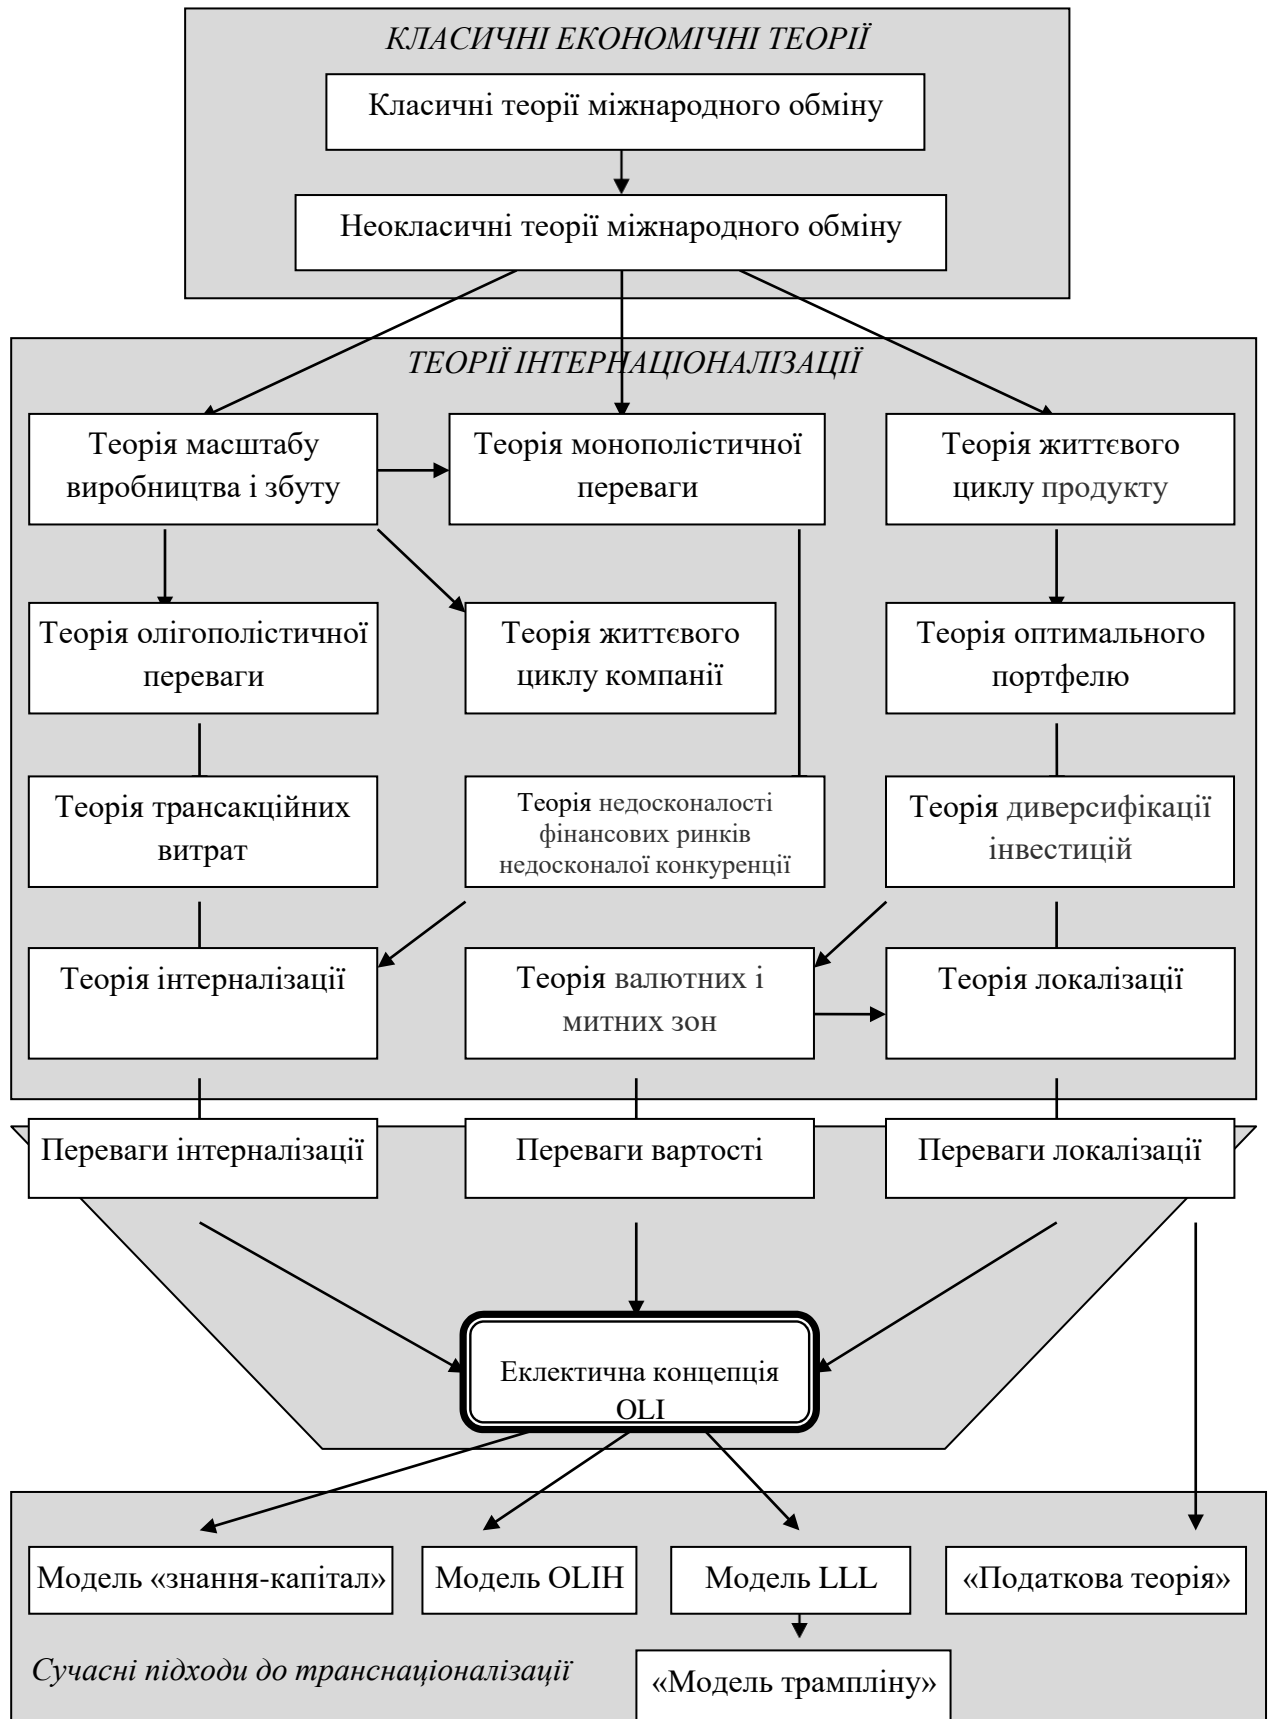 КЛАСИЧНІ ЕКОНОМІЧНІ ТЕОРІЇ
Класичні теорії міжнародного обміну
Неокласичні теорії міжнародного обміну
ТЕОРІЇ ІНТЕРНАЦІОНАЛІЗАЦІЇ
Теорія масштабу
виробництва і збуту
Теорія монополістичної
переваги
Теорія життєвого
циклу продукту
Теорія олігополістичної
переваги
Теорія життєвого
циклу компанії
Теорія оптимального
портфелю
Теорія трансакційних
витрат
Теорія недосконалості
фінансових ринків
недосконалої конкуренції
Теорія диверсифікації
інвестицій
Теорія інтерналізації
Теорія валютних і
митних зон
Теорія локалізації
Переваги інтерналізації
Переваги вартості
Переваги локалізації
Еклектична концепція
OLI
Модель «знання-капітал»
Модель OLIH
Модель LLL
«Податкова теорія»
Сучасні підходи до транснаціоналізації
«Модель трампліну»